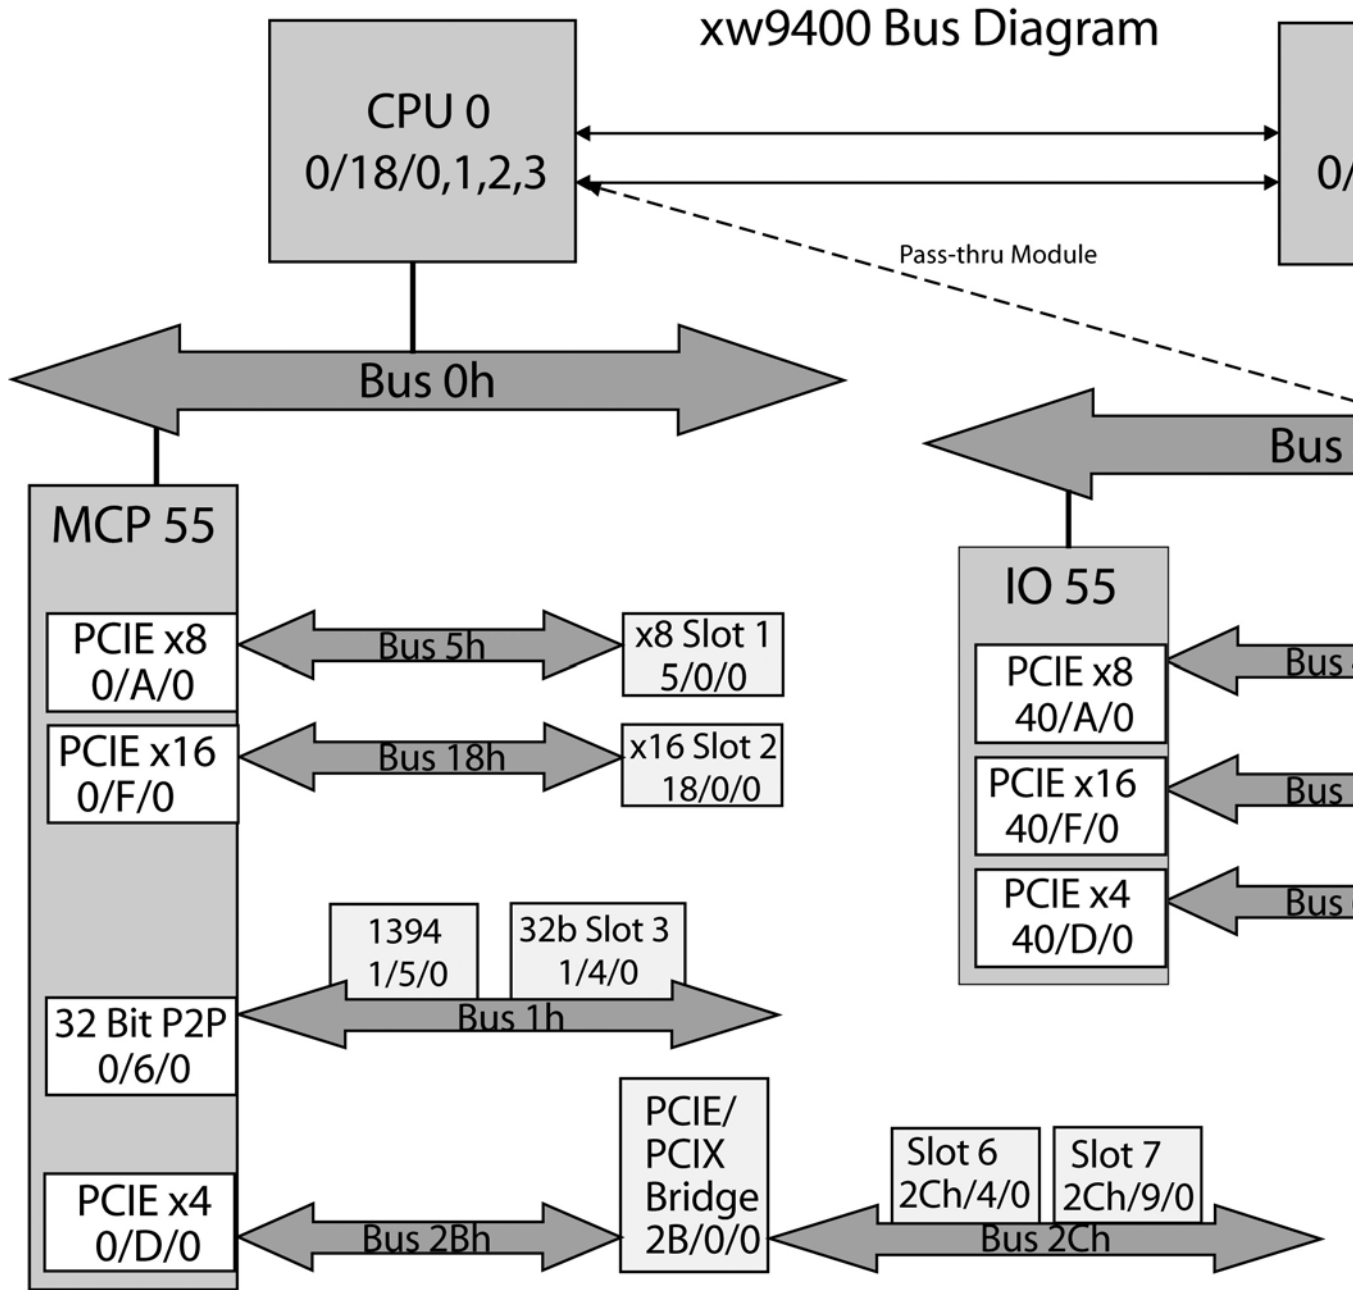 xw9400 Bus Diagram
CPU 0
0/18/0,1,2,3
0/
Pass-thru Module
Bus 0h
Bus
MCP 55
PCIE x8
0/A/0
Bus 5h
x8 Slot 1
5/0/0
PCIE x16
0/F/0
Bus 18h
x16 Slot 2
18/0/0
1394
1/5/0
32b Slot 3
1/4/0
32 Bit P2P
0/6/0
Bus 1h
PCIE x4
0/D/0
Bus 2Bh
PCIE/
PCIX
Bridge
2B/0/0
Slot 6
2Ch/4/0
Slot 7
2Ch/9/0
Bus 2Ch
IO 55
PCIE x8
40/A/0
Bus
PCIE x16
40/F/0
Bus
PCIE x4
40/D/0
Bus